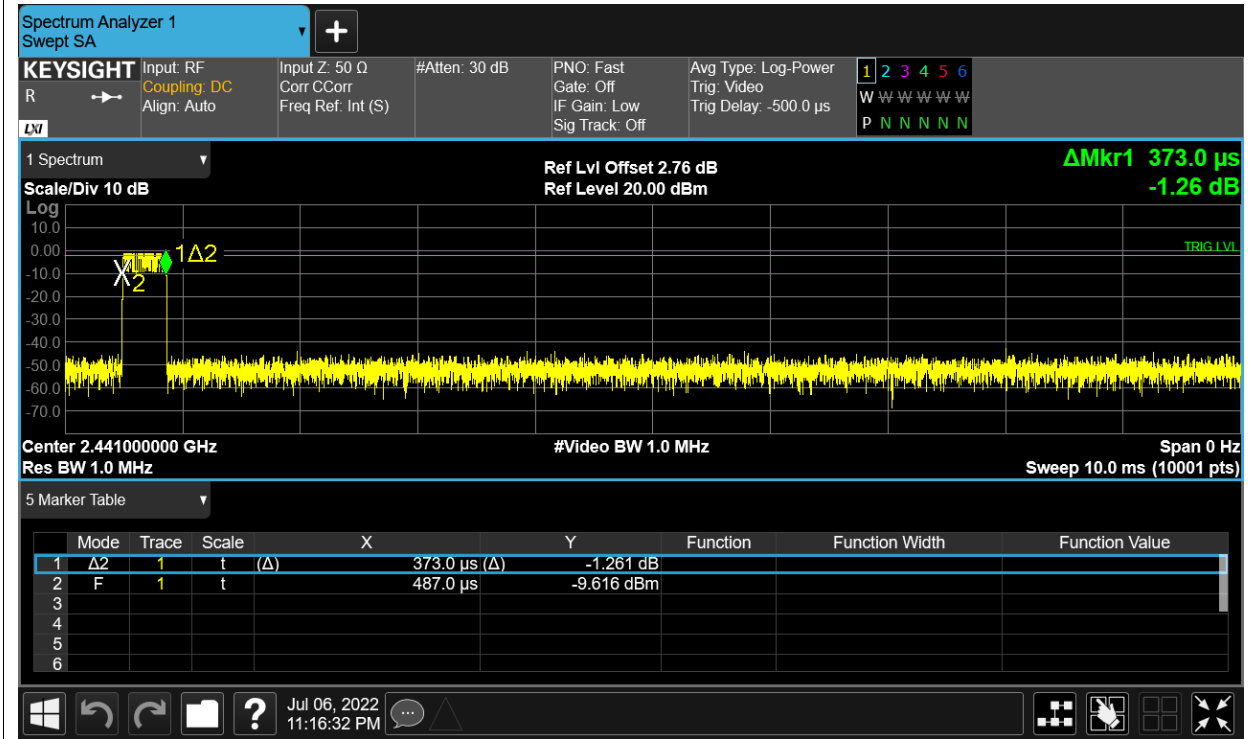 Spectrum Analyzer 1
Swept SA
KEYSIGHT
R
LXI
Input: RF
Coupling: DC
Align: Auto
Input Z: 50 Ω
Corr CCorr
Freq Ref: Int (S)
#Atten: 30 dB
PNO: Fast
Gate: Off
IF Gain: Low
Sig Track: Off
Avg Type: Log-Power
Trig: Video
Trig Delay: -500.0 µs
1 2 3 4 5 6
W W W W W W
P N N N N N
1 Spectrum
Scale/Div 10 dB
Ref Lvl Offset 2.76 dB
Ref Level 20.00 dBm
ΔMkr1 373.0 µs
-1.26 dB
Log
10.0
0.00
-10.0
-20.0
-30.0
-40.0
-50.0
-60.0
-70.0
1Δ2
X2
TRIG LVL
Center 2.441000000 GHz
#Video BW 1.0 MHz
Span 0 Hz
Res BW 1.0 MHz
Sweep 10.0 ms (10001 pts)
5 Marker Table
Mode Trace Scale X Y Function Function Width Function Value
1 Δ2 1 t (Δ) 373.0 µs (Δ) -1.261 dB
2 F 1 t 487.0 µs -9.616 dBm
3
4
5
6
?
Jul 06, 2022
11:16:32 PM